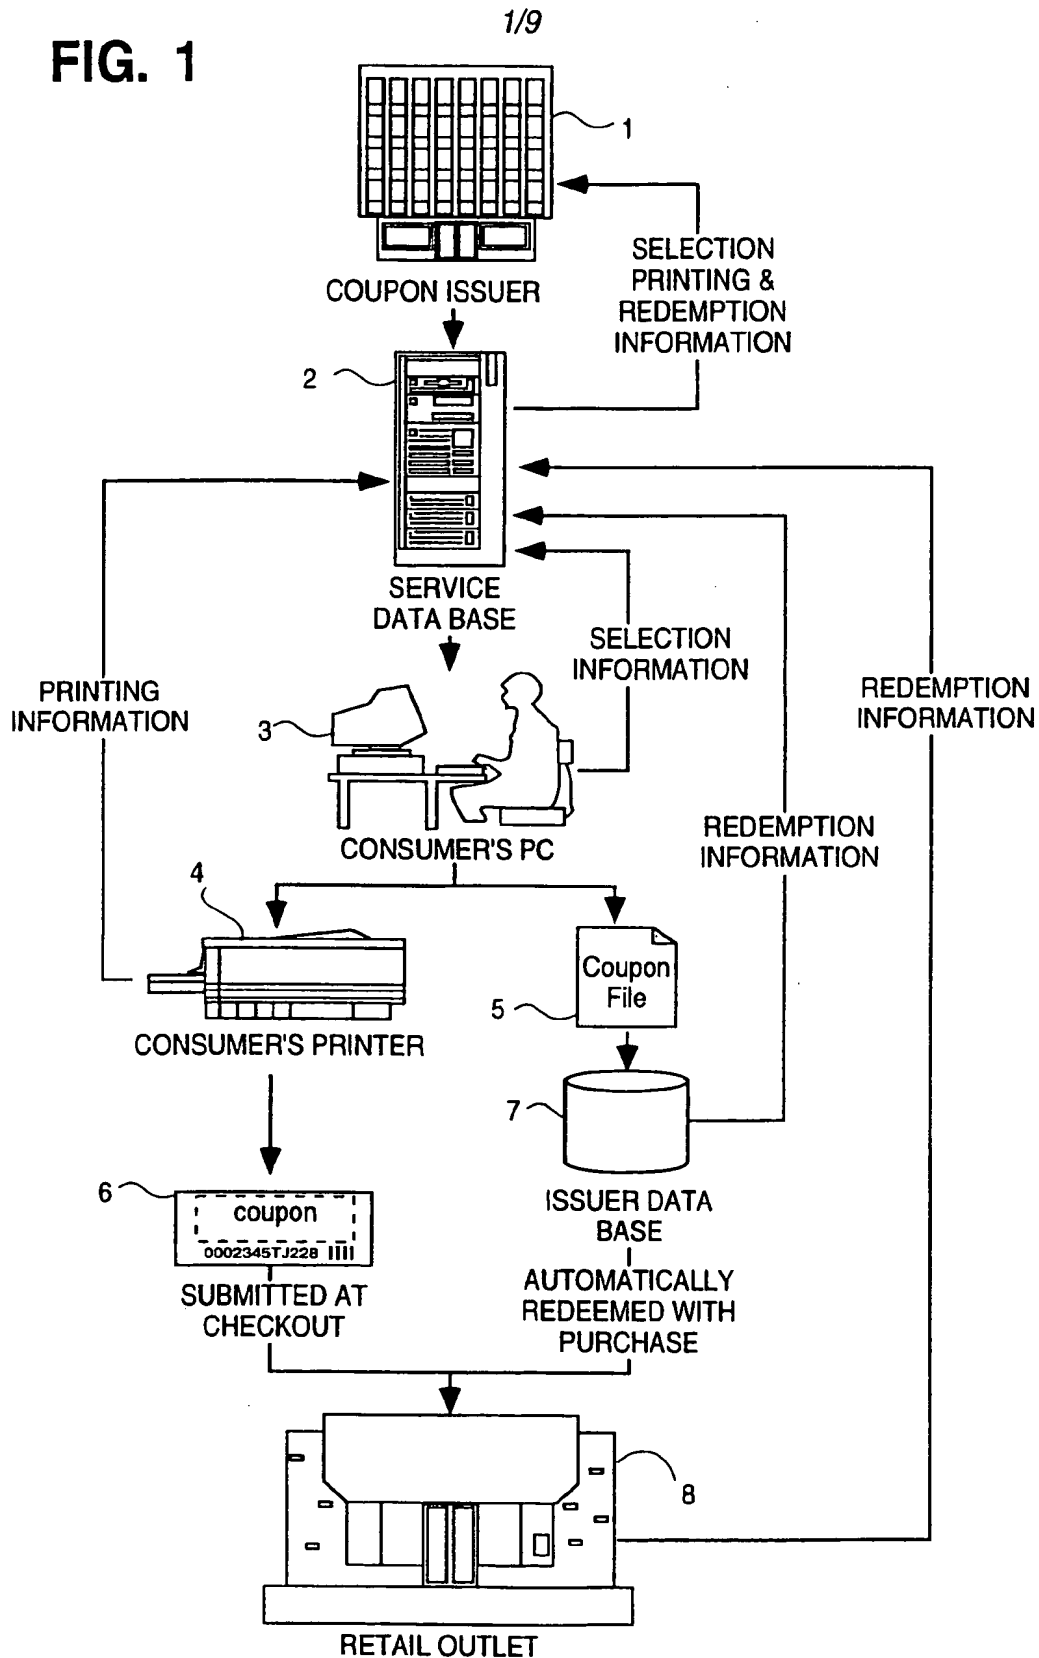 1/9
FIG. 1
1
COUPON ISSUER
SELECTION
PRINTING &
REDEMPTION
INFORMATION
2
SERVICE
DATA BASE
SELECTION
INFORMATION
PRINTING
INFORMATION
REDEMPTION
INFORMATION
3
CONSUMER'S PC
REDEMPTION
INFORMATION
4
CONSUMER'S PRINTER
Coupon
File
5
7
ISSUER DATA
BASE
6
coupon
0002345TJ228
SUBMITTED AT
CHECKOUT
AUTOMATICALLY
REDEEMED WITH
PURCHASE
8
RETAIL OUTLET